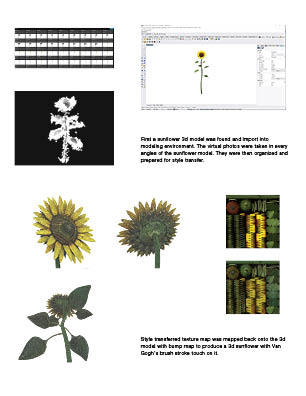 First a sunflower 3d model was found and import into
modeling environment. The virtual photos were taken in every
angles of the sunflower model. They were then organized and
prepared for style transfer.
Style transferred texture map was mapped back onto the 3d
model with bump map to produce a 3d sunflower with Van
Gogh's brush stroke touch on it.